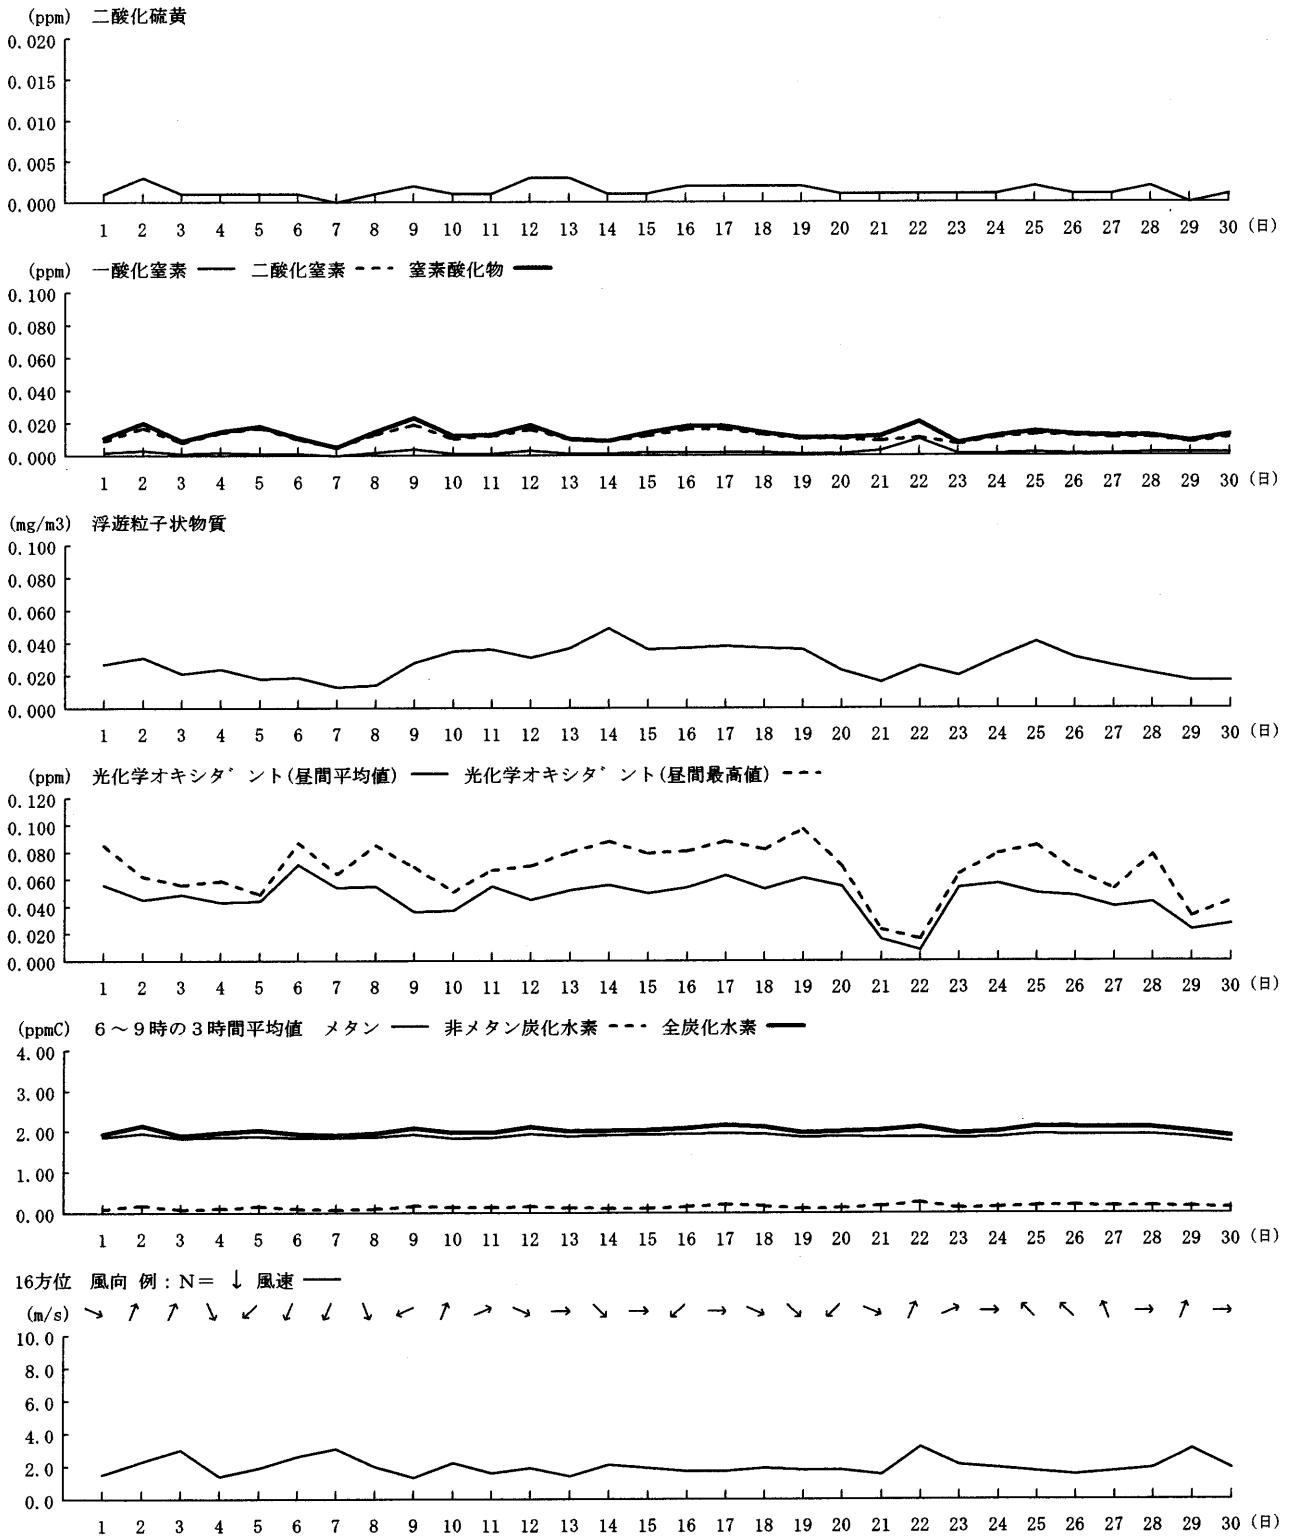 (ppm) 二酸化硫黄
0.020
0.015
0.010
0.005
0.000
1 2 3 4 5 6 7 8 9 10 11 12 13 14 15 16 17 18 19 20 21 22 23 24 25 26 27 28 29 30 (日)
(ppm) 一酸化窒素 二酸化窒素 窒素酸化物
0.100
0.080
0.060
0.040
0.020
0.000
1 2 3 4 5 6 7 8 9 10 11 12 13 14 15 16 17 18 19 20 21 22 23 24 25 26 27 28 29 30 (日)
(mg/m3) 浮遊粒子状物質
0.100
0.080
0.060
0.040
0.020
0.000
1 2 3 4 5 6 7 8 9 10 11 12 13 14 15 16 17 18 19 20 21 22 23 24 25 26 27 28 29 30 (日)
(ppm) 光化学オキシタ゛ント(昼間平均値) 光化学オキシタ゛ント(昼間最高値)
0.120
0.100
0.080
0.060
0.040
0.020
0.000
1 2 3 4 5 6 7 8 9 10 11 12 13 14 15 16 17 18 19 20 21 22 23 24 25 26 27 28 29 30 (日)
(ppmC) 6～9時の3時間平均値 メタン 非メタン炭化水素 全炭化水素
4.00
3.00
2.00
1.00
0.00
1 2 3 4 5 6 7 8 9 10 11 12 13 14 15 16 17 18 19 20 21 22 23 24 25 26 27 28 29 30 (日)
16方位 風向 例：N＝ ↓ 風速
(m/s)
10.0
8.0
6.0
4.0
2.0
0.0
1 2 3 4 5 6 7 8 9 10 11 12 13 14 15 16 17 18 19 20 21 22 23 24 25 26 27 28 29 30 (日)